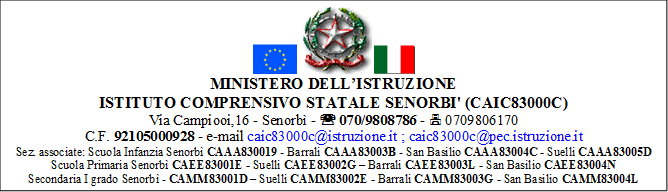 MINISTERO DELL'ISTRUZIONE
ISTITUTO COMPRENSIVO STATALE SENORBI' (CAIC83000C)
Via Campioi,16 - Senorbi - ☎ 070/9808786 - 🖷 0709806170
C.F. 92105000928 - e-mail caic83000c@istruzione.it ; caic83000c@pec.istruzione.it
Sez. associate: Scuola Infanzia Senorbi CAAA830019 - Barrali CAAA83003B - San Basilio CAAA83004C - Suelli CAAA83005D
Scuola Primaria Senorbi CAEE83001E - Suelli CAEE83002G – Barrali CAEE83003L - San Basilio CAEE83004N
Secondaria I grado Senorbi - CAMM83001D – Suelli CAMM83002E - Barrali CAMM83003G - San Basilio CAMM83004L